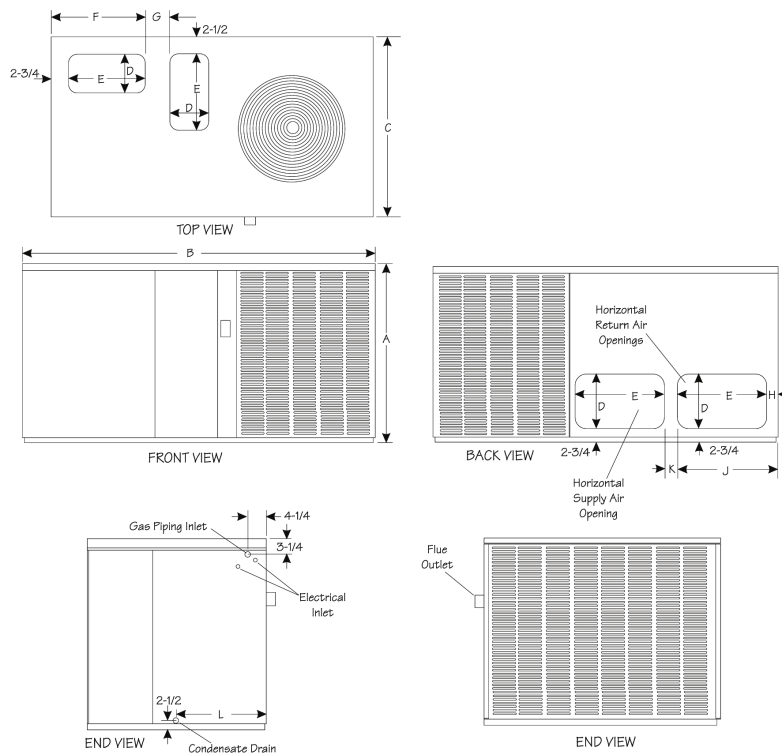 F
G
2-1/2
2-3/4
E
D
E
D
C
TOP VIEW
B
A
FRONT VIEW
Horizontal
Return Air
Openings
E
D
E
D
H
2-3/4
K
2-3/4
J
BACK VIEW
Horizontal
Supply Air
Opening
4-1/4
Gas Piping Inlet
3-1/4
Electrical
Inlet
2-1/2
L
END VIEW
Condensate Drain
Flue
Outlet
END VIEW